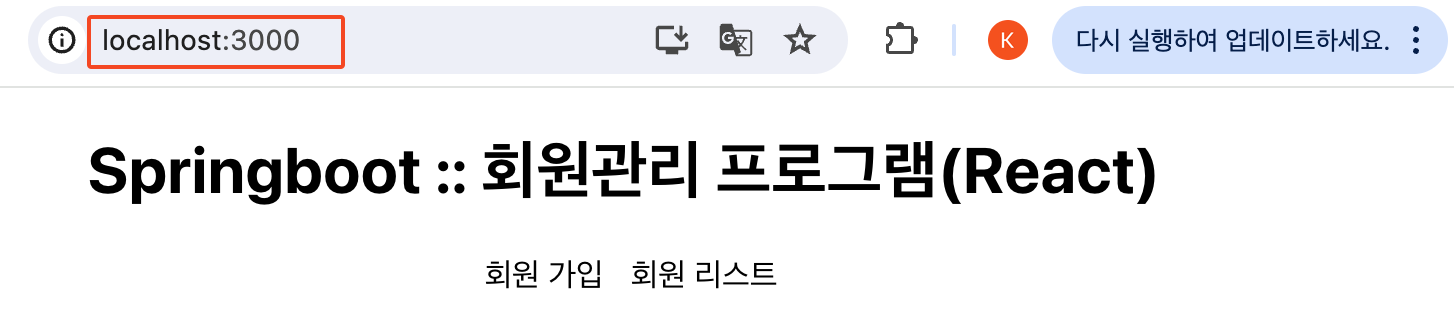 localhost:3000
K
다시 실행하여 업데이트하세요.
Springboot :: 회원관리 프로그램(React)
회원 가입 회원 리스트